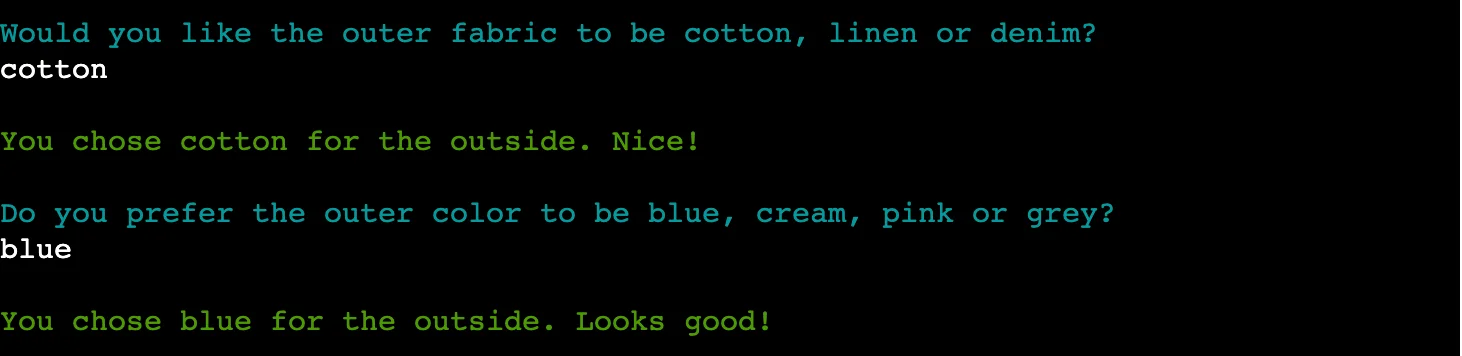 Would you like the outer fabric to be cotton, linen or denim?
cotton
You chose cotton for the outside. Nice!
Do you prefer the outer color to be blue, cream, pink or grey?
blue
You chose blue for the outside. Looks good!